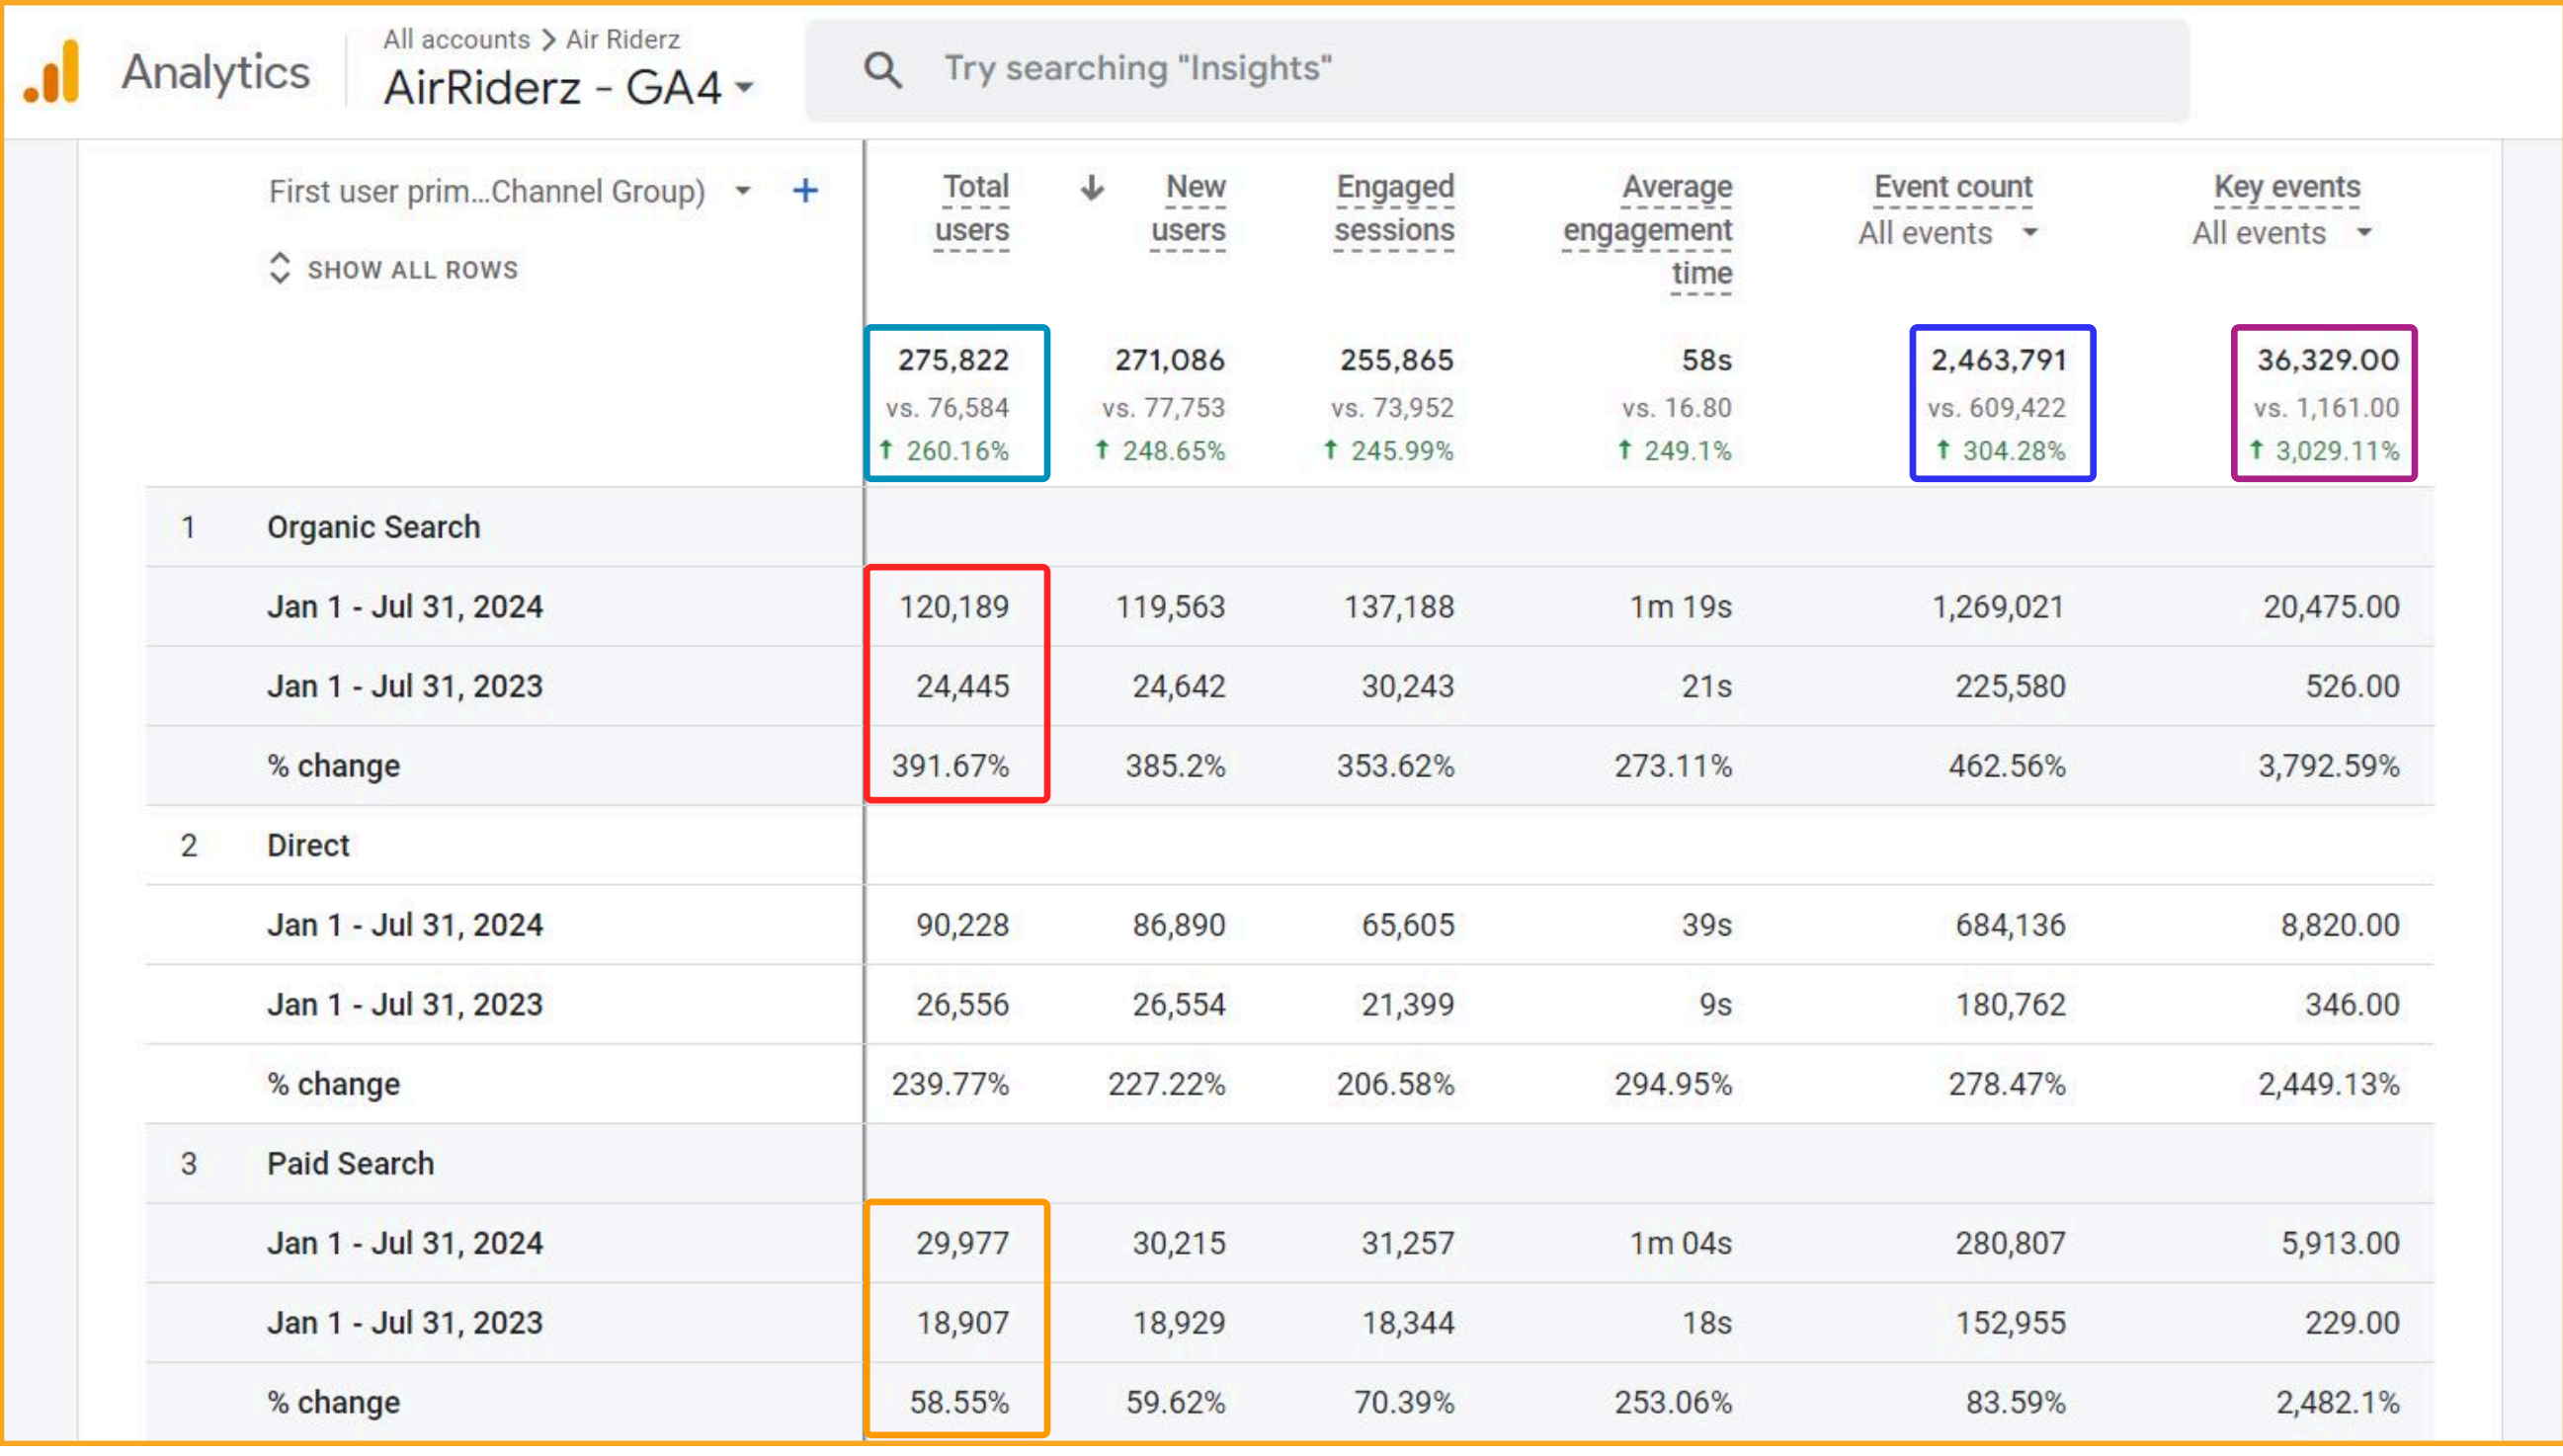 Analytics
All accounts > Air Riderz
AirRiderz - GA4
Try searching "Insights"
First user prim...Channel Group) +
SHOW ALL ROWS
Total users
New users
Engaged sessions
Average engagement time
Event count
All events
Key events
All events
275,822 271,086 255,865 58s 2,463,791 36,329.00
vs. 76,584 vs. 77,753 vs. 73,952 vs. 16.80 vs. 609,422 vs. 1,161.00
↑ 260.16% ↑ 248.65% ↑ 245.99% ↑ 249.1% ↑ 304.28% ↑ 3,029.11%
1 Organic Search
Jan 1 - Jul 31, 2024 120,189 119,563 137,188 1m 19s 1,269,021 20,475.00
Jan 1 - Jul 31, 2023 24,445 24,642 30,243 21s 225,580 526.00
% change 391.67% 385.2% 353.62% 273.11% 462.56% 3,792.59%
2 Direct
Jan 1 - Jul 31, 2024 90,228 86,890 65,605 39s 684,136 8,820.00
Jan 1 - Jul 31, 2023 26,556 26,554 21,399 9s 180,762 346.00
% change 239.77% 227.22% 206.58% 294.95% 278.47% 2,449.13%
3 Paid Search
Jan 1 - Jul 31, 2024 29,977 30,215 31,257 1m 04s 280,807 5,913.00
Jan 1 - Jul 31, 2023 18,907 18,929 18,344 18s 152,955 229.00
% change 58.55% 59.62% 70.39% 253.06% 83.59% 2,482.1%